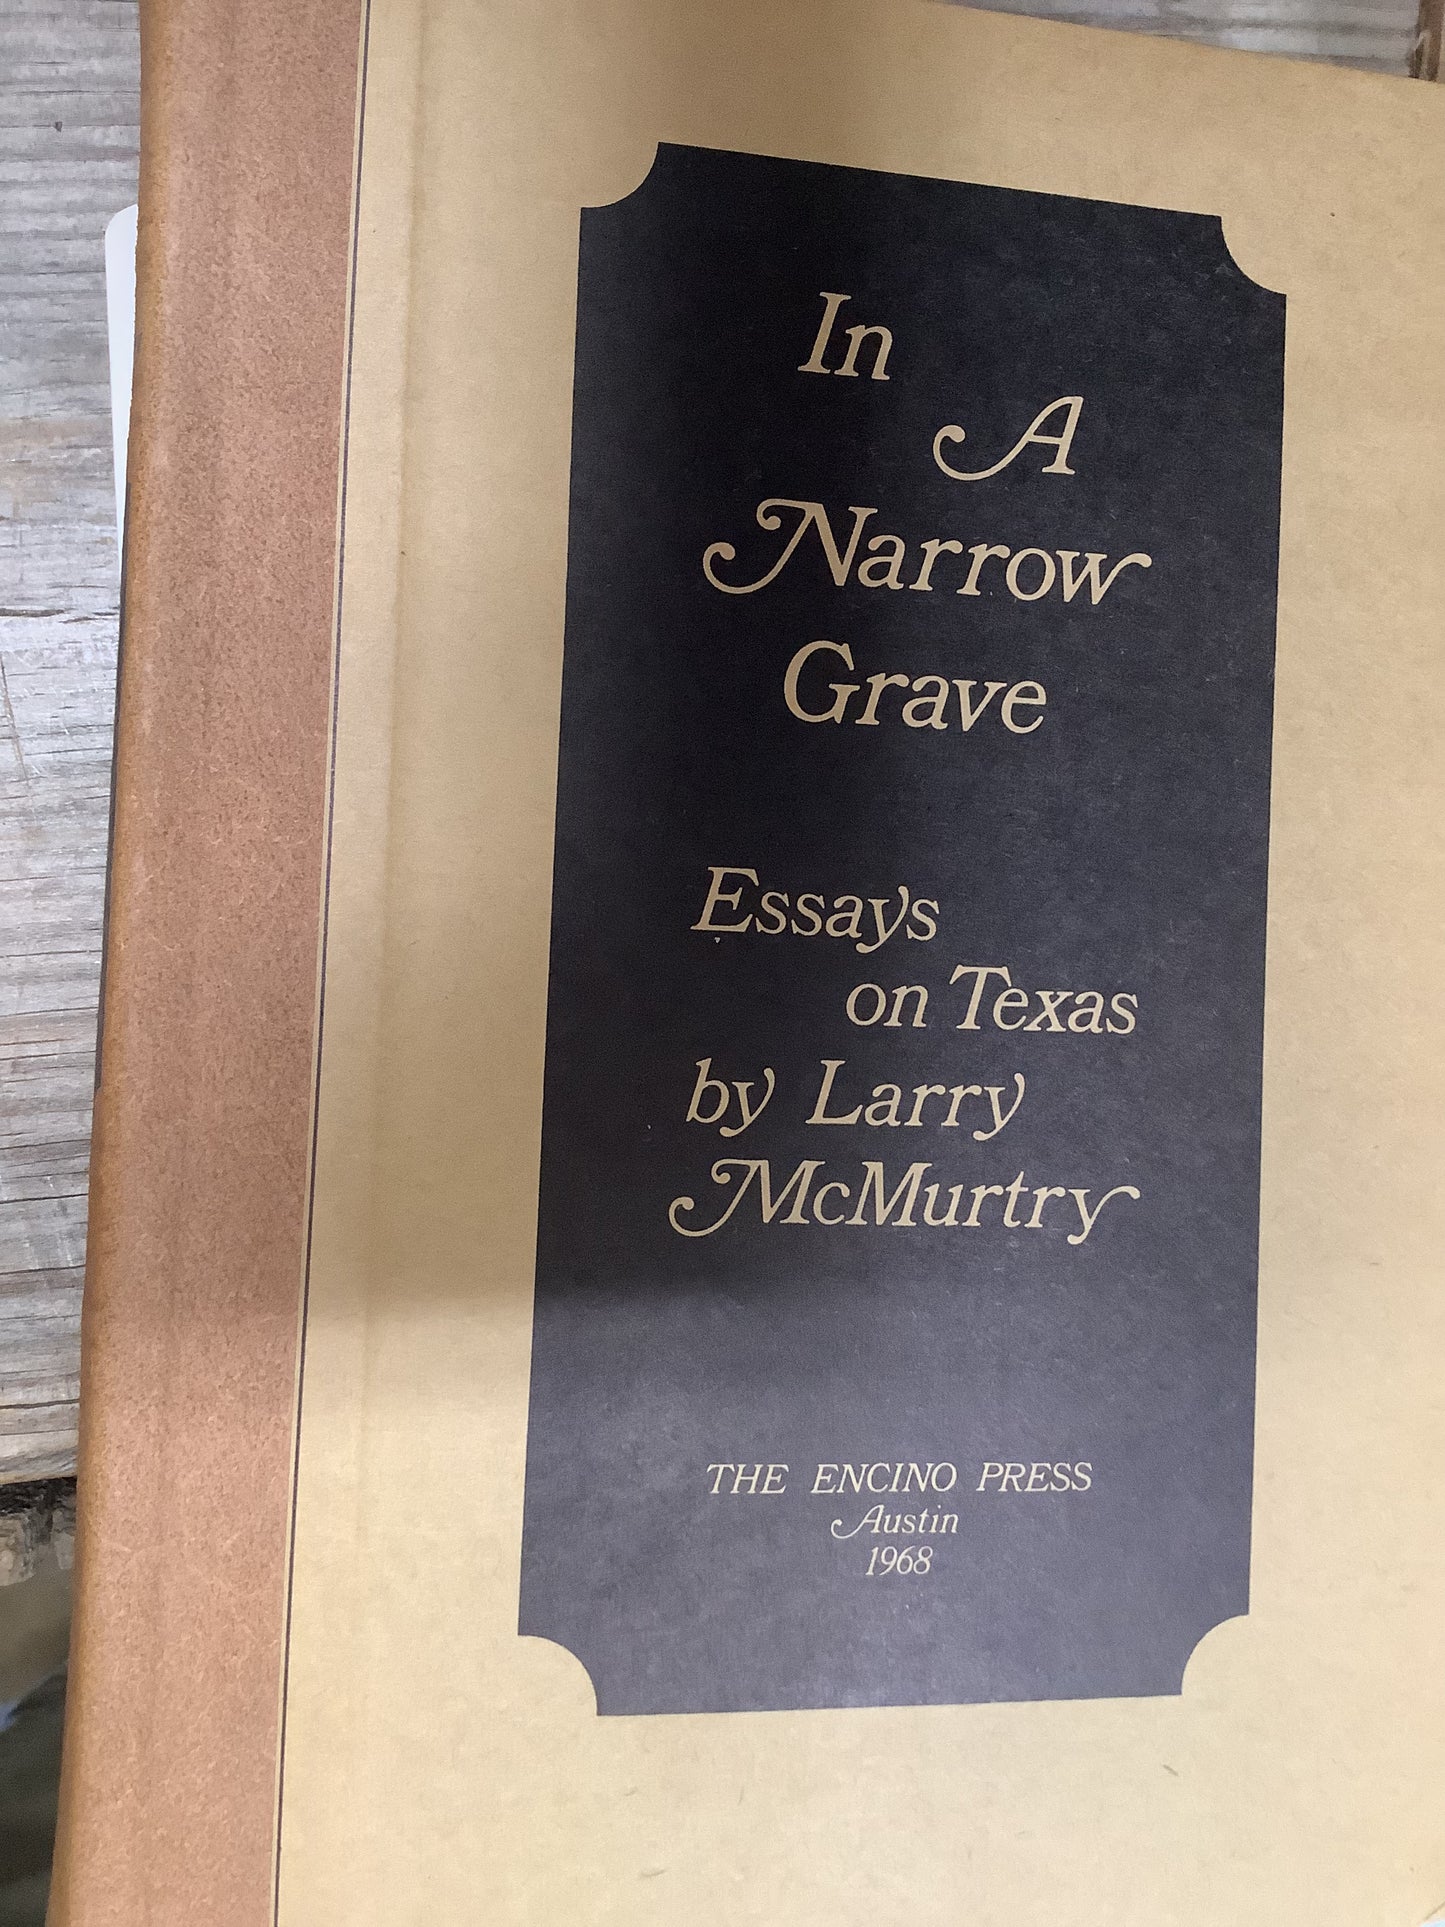 In
A
Narrow
Grave
Essays
on Texas
by Larry
McMurtry
THE ENCINO PRESS
Austin
1968